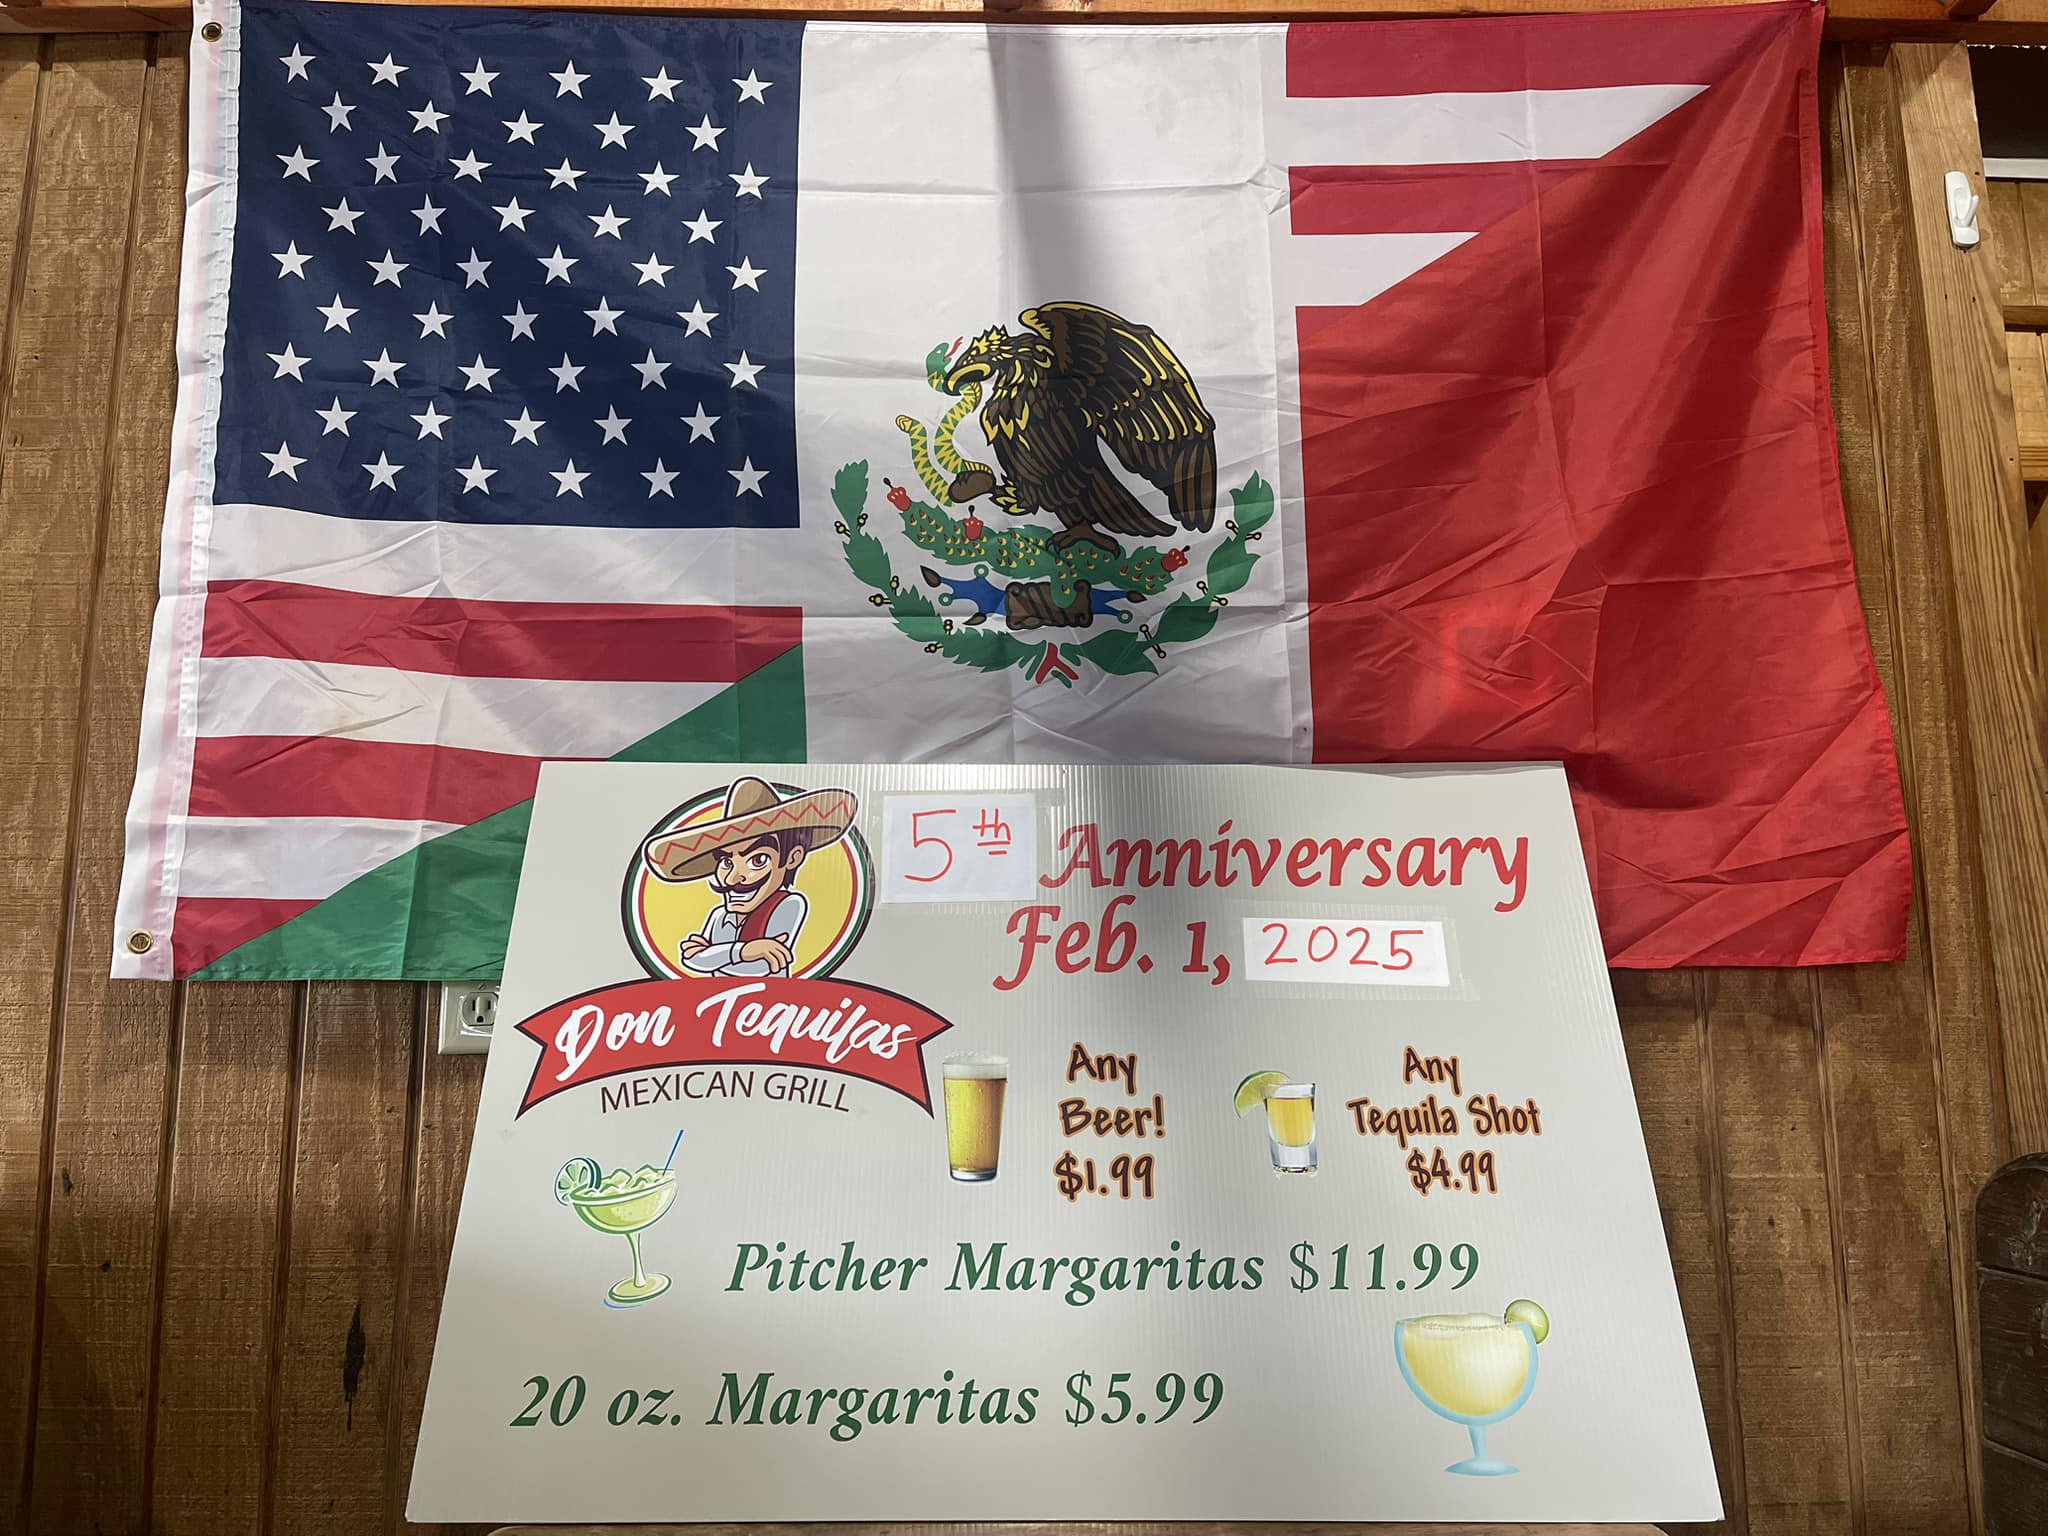 5th Anniversary
Feb. 1, 2025
Don Tequilas
MEXICAN GRILL
Any
Beer!
$1.99
Any
Tequila Shot
$4.99
Pitcher Margaritas $11.99
20 oz. Margaritas $5.99